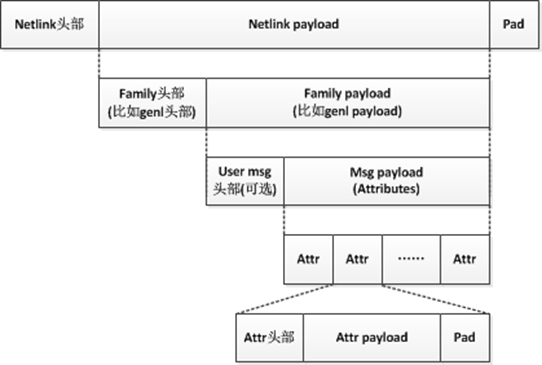 Netlink头部 Netlink payload Pad
Family头部 Family payload
(比如genl头部) (比如genl payload)
User msg Msg payload
头部(可选) (Attributes)
Attr Attr …… Attr
Attr头部 Attr payload Pad